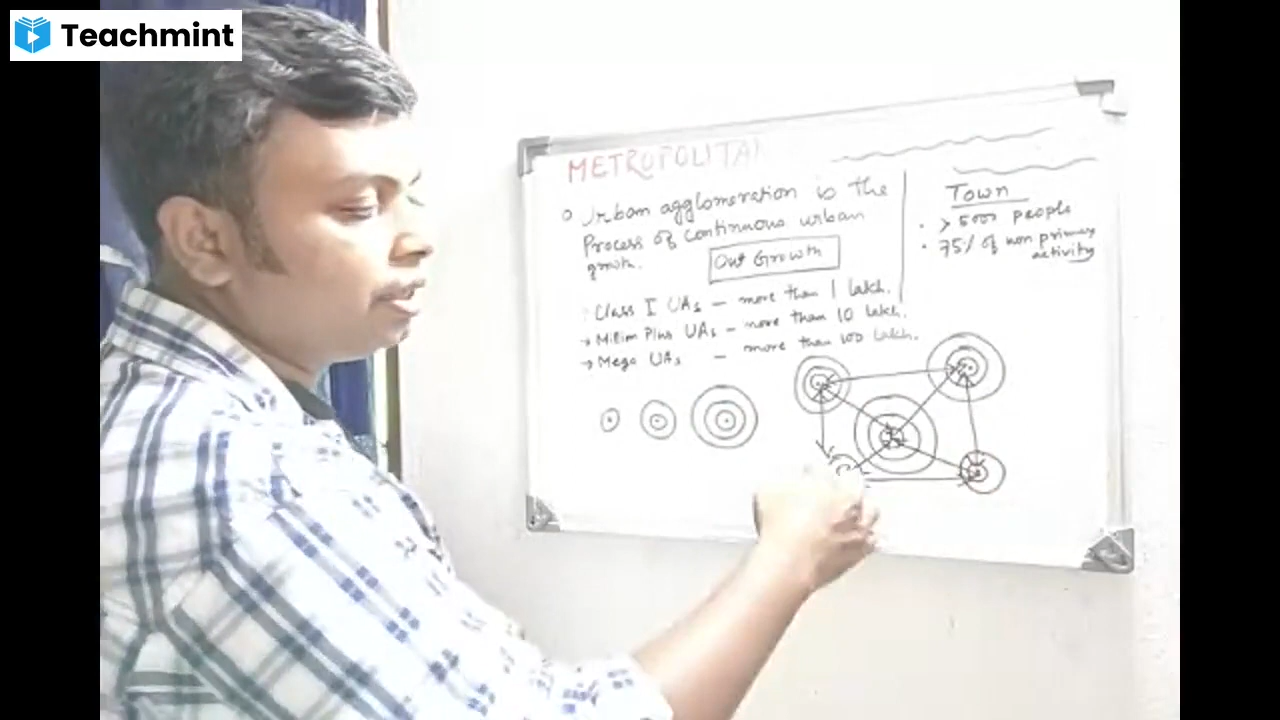 Teachmint
METROPOLITAN
Urban agglomeration is the
Process of continuous urban
growth.
Out Growth
Class I UAs - more than 1 lakh.
→ Milion Plus UAs - more than 10 lakh.
→ Mega UAs - more than 100 lakh.
Town
• > 5000 people
• 75% of non primary
activity